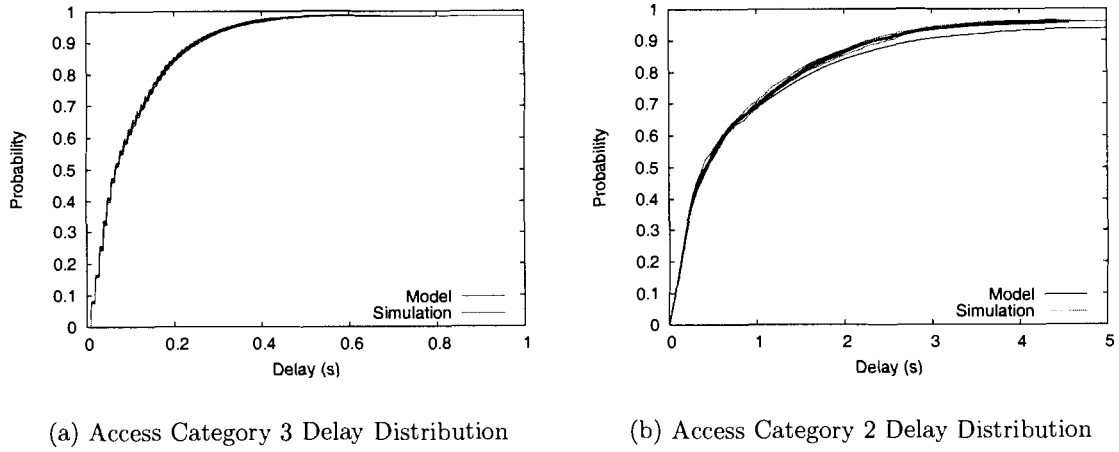 1
0.9
0.8
0.7
0.6
0.5
0.4
0.3
0.2
0.1
0
Probability
Model
Simulation
0 0.2 0.4 0.6 0.8 1
Delay (s)
(a) Access Category 3 Delay Distribution
1
0.9
0.8
0.7
0.6
0.5
0.4
0.3
0.2
0.1
0
Probability
Model
Simulation
0 1 2 3 4 5
Delay (s)
(b) Access Category 2 Delay Distribution